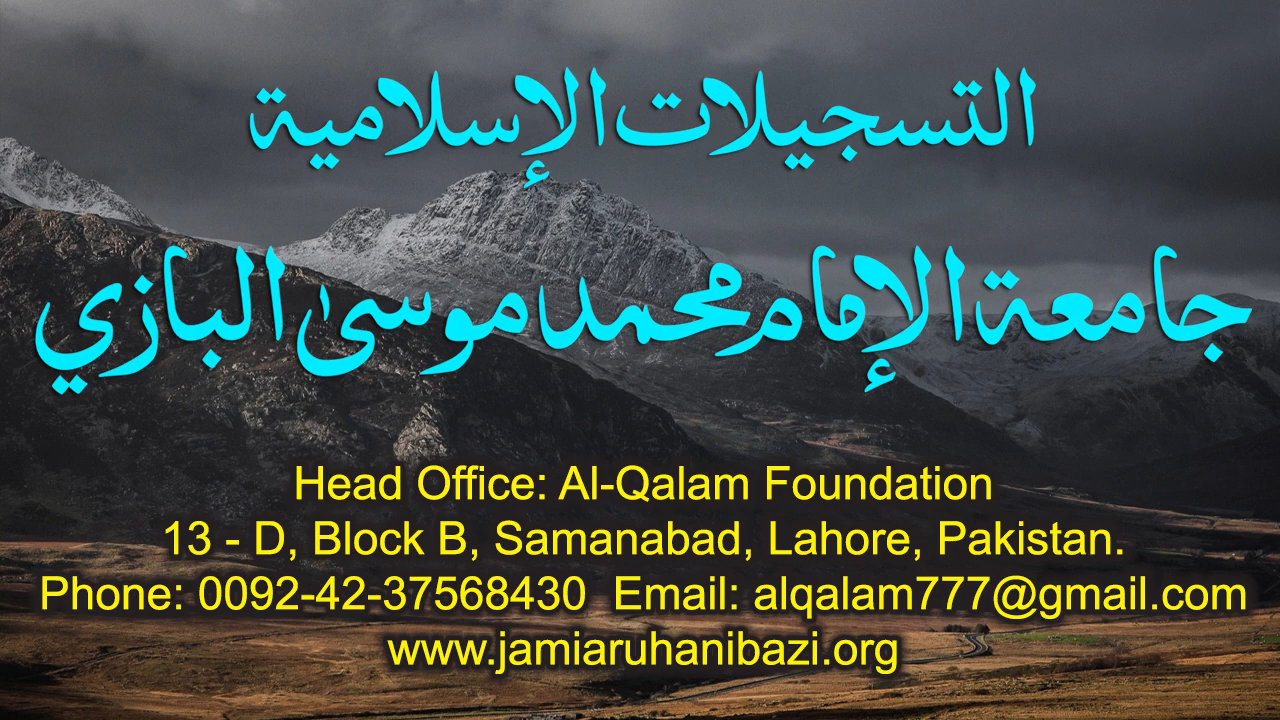 التسجيلات الإسلامية
جامعة الإمام محمد موسىٰ البازي
Head Office: Al-Qalam Foundation
13 - D, Block B, Samanabad, Lahore, Pakistan.
Phone: 0092-42-37568430 Email: alqalam777@gmail.com
www.jamiaruhanibazi.org